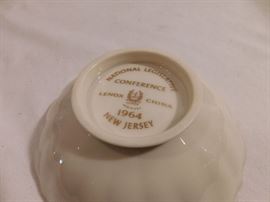 NATIONAL LEGISLATIVE
CONFERENCE
LENOX CHINA
1964
NEW JERSEY